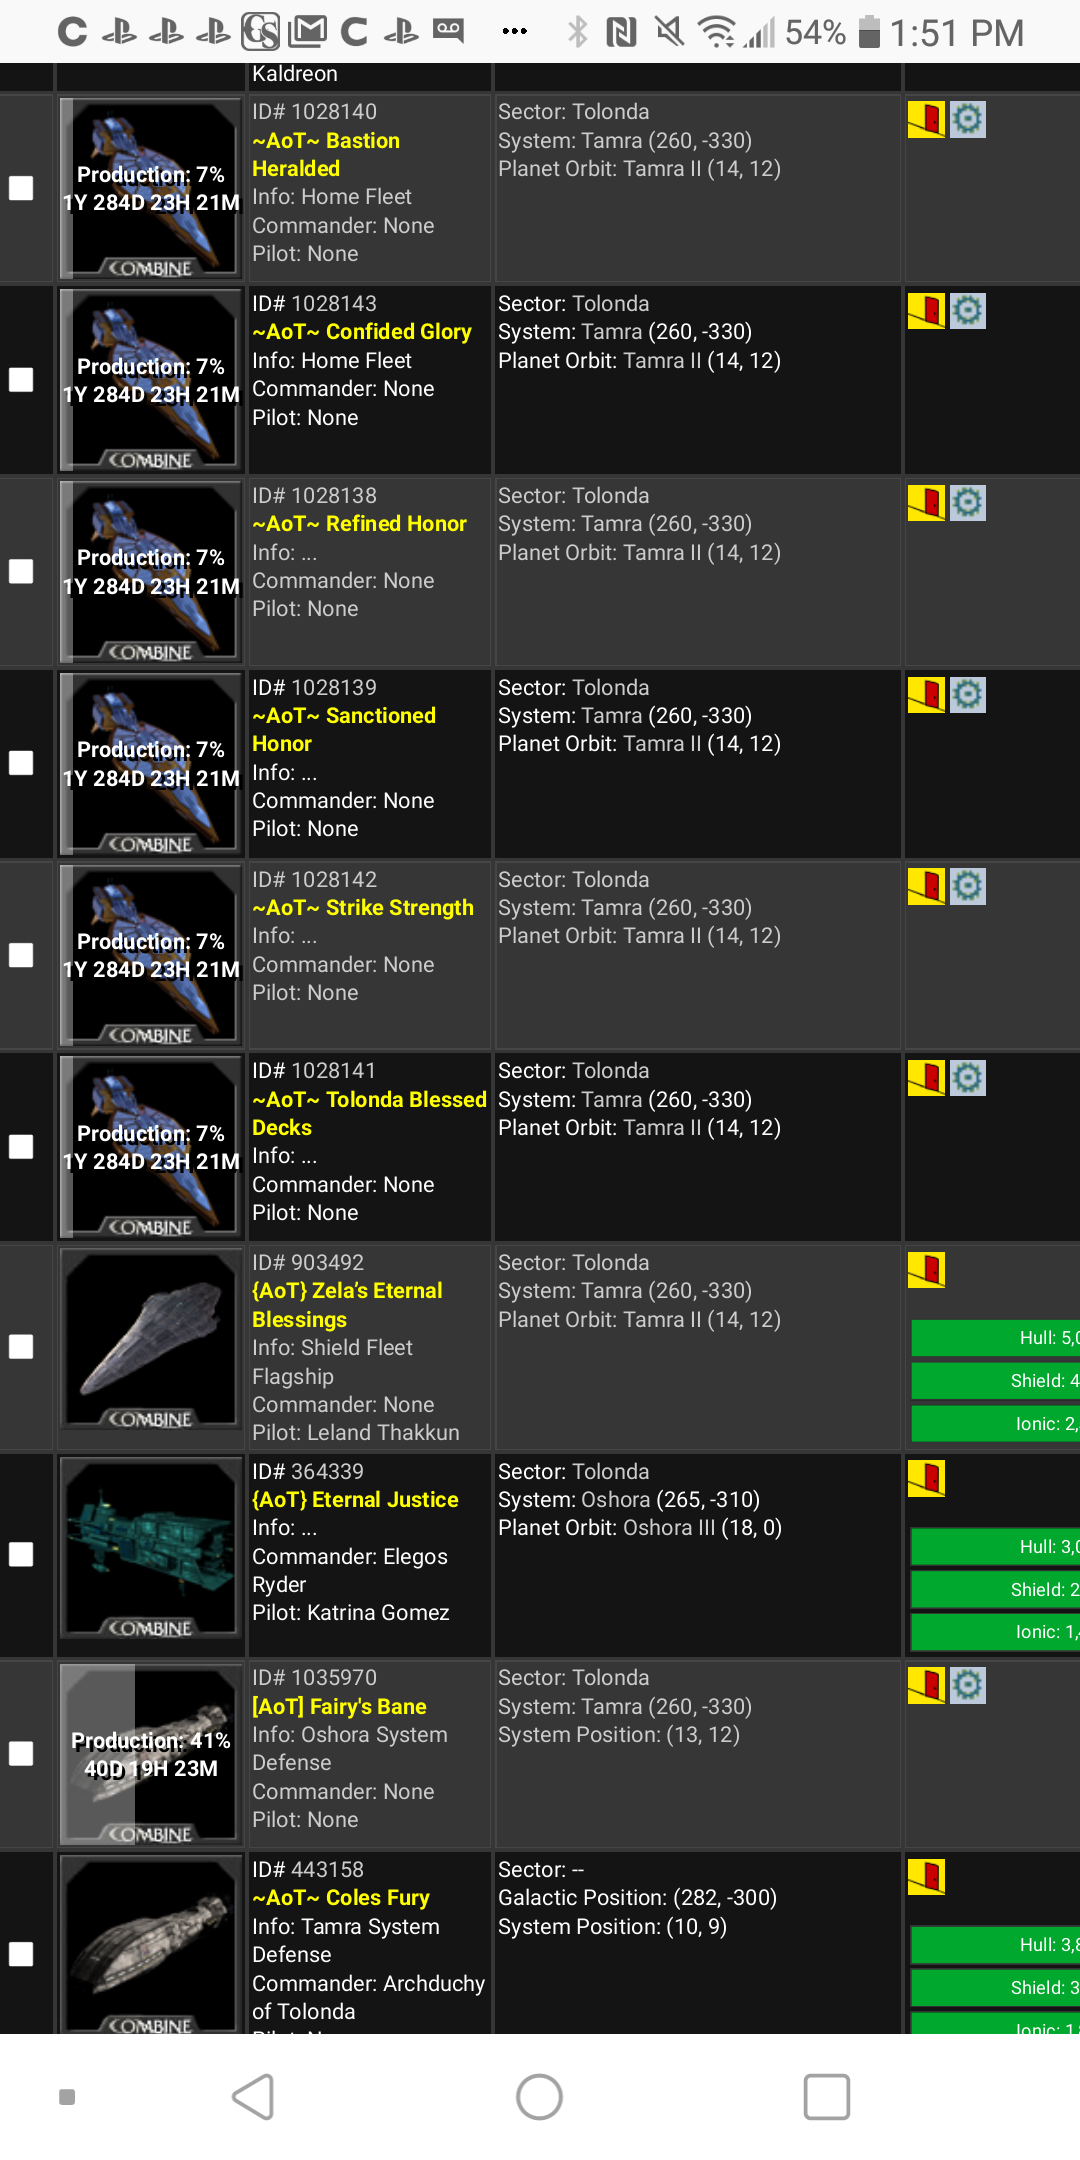 54% 1:51 PM
Kaldreon
Production: 7%
1Y 284D 23H 21M
COMBINE
ID# 1028140
~AoT~ Bastion
Heralded
Info: Home Fleet
Commander: None
Pilot: None
Sector: Tolonda
System: Tamra (260, -330)
Planet Orbit: Tamra II (14, 12)
Production: 7%
1Y 284D 23H 21M
COMBINE
ID# 1028143
~AoT~ Confided Glory
Info: Home Fleet
Commander: None
Pilot: None
Sector: Tolonda
System: Tamra (260, -330)
Planet Orbit: Tamra II (14, 12)
Production: 7%
1Y 284D 23H 21M
COMBINE
ID# 1028138
~AoT~ Refined Honor
Info: ...
Commander: None
Pilot: None
Sector: Tolonda
System: Tamra (260, -330)
Planet Orbit: Tamra II (14, 12)
Production: 7%
1Y 284D 23H 21M
COMBINE
ID# 1028139
~AoT~ Sanctioned
Honor
Info: ...
Commander: None
Pilot: None
Sector: Tolonda
System: Tamra (260, -330)
Planet Orbit: Tamra II (14, 12)
Production: 7%
1Y 284D 23H 21M
COMBINE
ID# 1028142
~AoT~ Strike Strength
Info: ...
Commander: None
Pilot: None
Sector: Tolonda
System: Tamra (260, -330)
Planet Orbit: Tamra II (14, 12)
Production: 7%
1Y 284D 23H 21M
COMBINE
ID# 1028141
~AoT~ Tolonda Blessed
Decks
Info: ...
Commander: None
Pilot: None
Sector: Tolonda
System: Tamra (260, -330)
Planet Orbit: Tamra II (14, 12)
COMBINE
ID# 903492
{AoT} Zela’s Eternal
Blessings
Info: Shield Fleet
Flagship
Commander: None
Pilot: Leland Thakkun
Sector: Tolonda
System: Tamra (260, -330)
Planet Orbit: Tamra II (14, 12)
Hull: 5,0
Shield: 4
Ionic: 2,
COMBINE
ID# 364339
{AoT} Eternal Justice
Info: ...
Commander: Elegos
Ryder
Pilot: Katrina Gomez
Sector: Tolonda
System: Oshora (265, -310)
Planet Orbit: Oshora III (18, 0)
Hull: 3,0
Shield: 2
Ionic: 1,4
Production: 41%
40D 19H 23M
COMBINE
ID# 1035970
[AoT] Fairy's Bane
Info: Oshora System
Defense
Commander: None
Pilot: None
Sector: Tolonda
System: Tamra (260, -330)
System Position: (13, 12)
COMBINE
ID# 443158
~AoT~ Coles Fury
Info: Tamra System
Defense
Commander: Archduchy
of Tolonda
Sector: --
Galactic Position: (282, -300)
System Position: (10, 9)
Hull: 3,8
Shield: 3